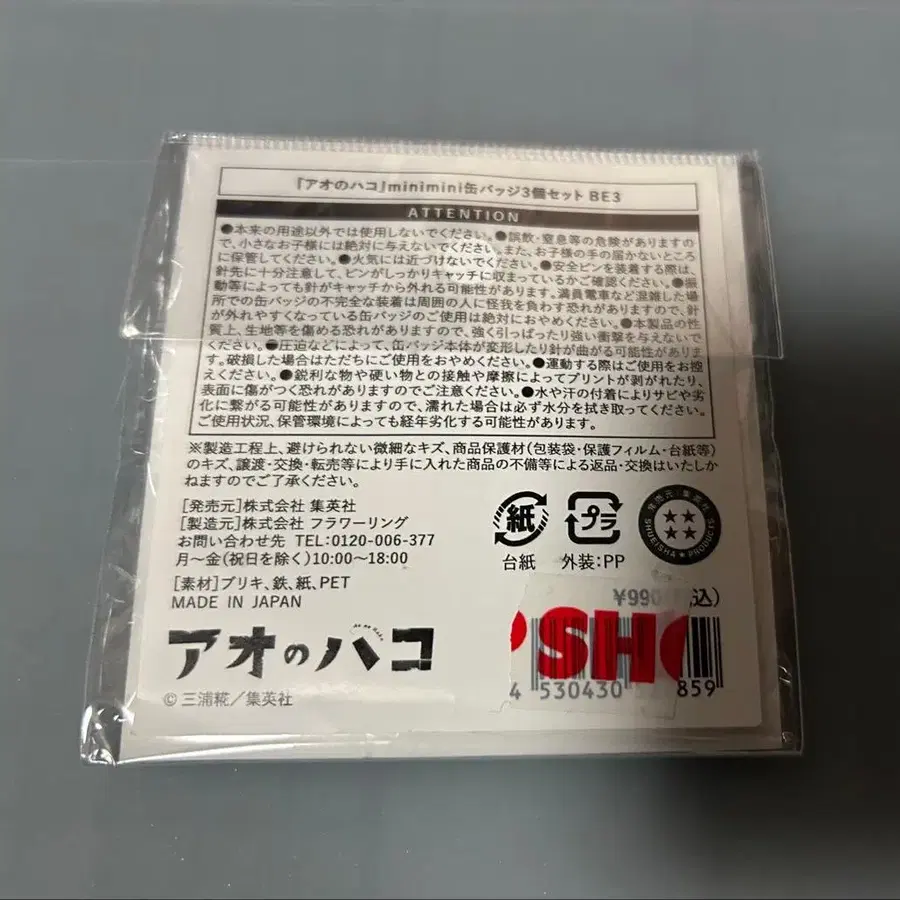 「アオのハコ」minimini缶バッジ3個セット BE3
ATTENTION
●本来の用途以外では使用しないでください。●誤飲・窒息等の危険がありますの
で、小さなお子様には絶対に与えないでください。また、お子様の手の届かないところ
に保管してください。●火気には近づけないでください。●安全ピンを装着する際は、
針先に十分注意して、ピンがしっかりキャッチに収まっているかご確認ください。●振
動等によっても針がキャッチから外れる可能性があります。満員電車など混雑した場
所での缶バッジの不完全な装着は周囲の人に怪我を負わす恐れがありますので、針
が外れやすくなっている缶バッジのご使用は絶対におやめください。●本製品の性
質上、生地等を傷める恐れがありますので、強く引っぱったり強い衝撃を与えないで
ください。●圧迫などによって、缶バッジ本体が変形したり針が曲がる可能性がありま
す。破損した場合はただちにご使用をおやめください。●運動する際はご使用をお控
えください。●鋭利な物や硬い物との接触や摩擦によってプリントが剥がれたり、
表面に傷がつく恐れがありますのでご注意ください。●水や汗の付着によりサビや劣
化に繋がる可能性がありますので、濡れた場合は必ず水分を拭き取ってください。
ご使用状況、保管環境によっても経年劣化する可能性があります。
※製造工程上、避けられない微細なキズ、商品保護材(包装袋・保護フィルム・台紙等)
のキズ、譲渡・交換・転売等により手に入れた商品の不備等による返品・交換はいたしか
ねますのでご了承ください。
[発売元]株式会社 集英社
[製造元]株式会社 フラワーリング
お問い合わせ先 TEL:0120-006-377
月～金(祝日を除く)10:00～18:00
[素材]ブリキ、鉄、紙、PET
MADE IN JAPAN
紙
台紙
プラ
外装:PP
発売元:集英社
SHUEISHA ★ PRODUCTS
¥990 込)
SH
4 530430 859
アオのハコ
©三浦糀／集英社